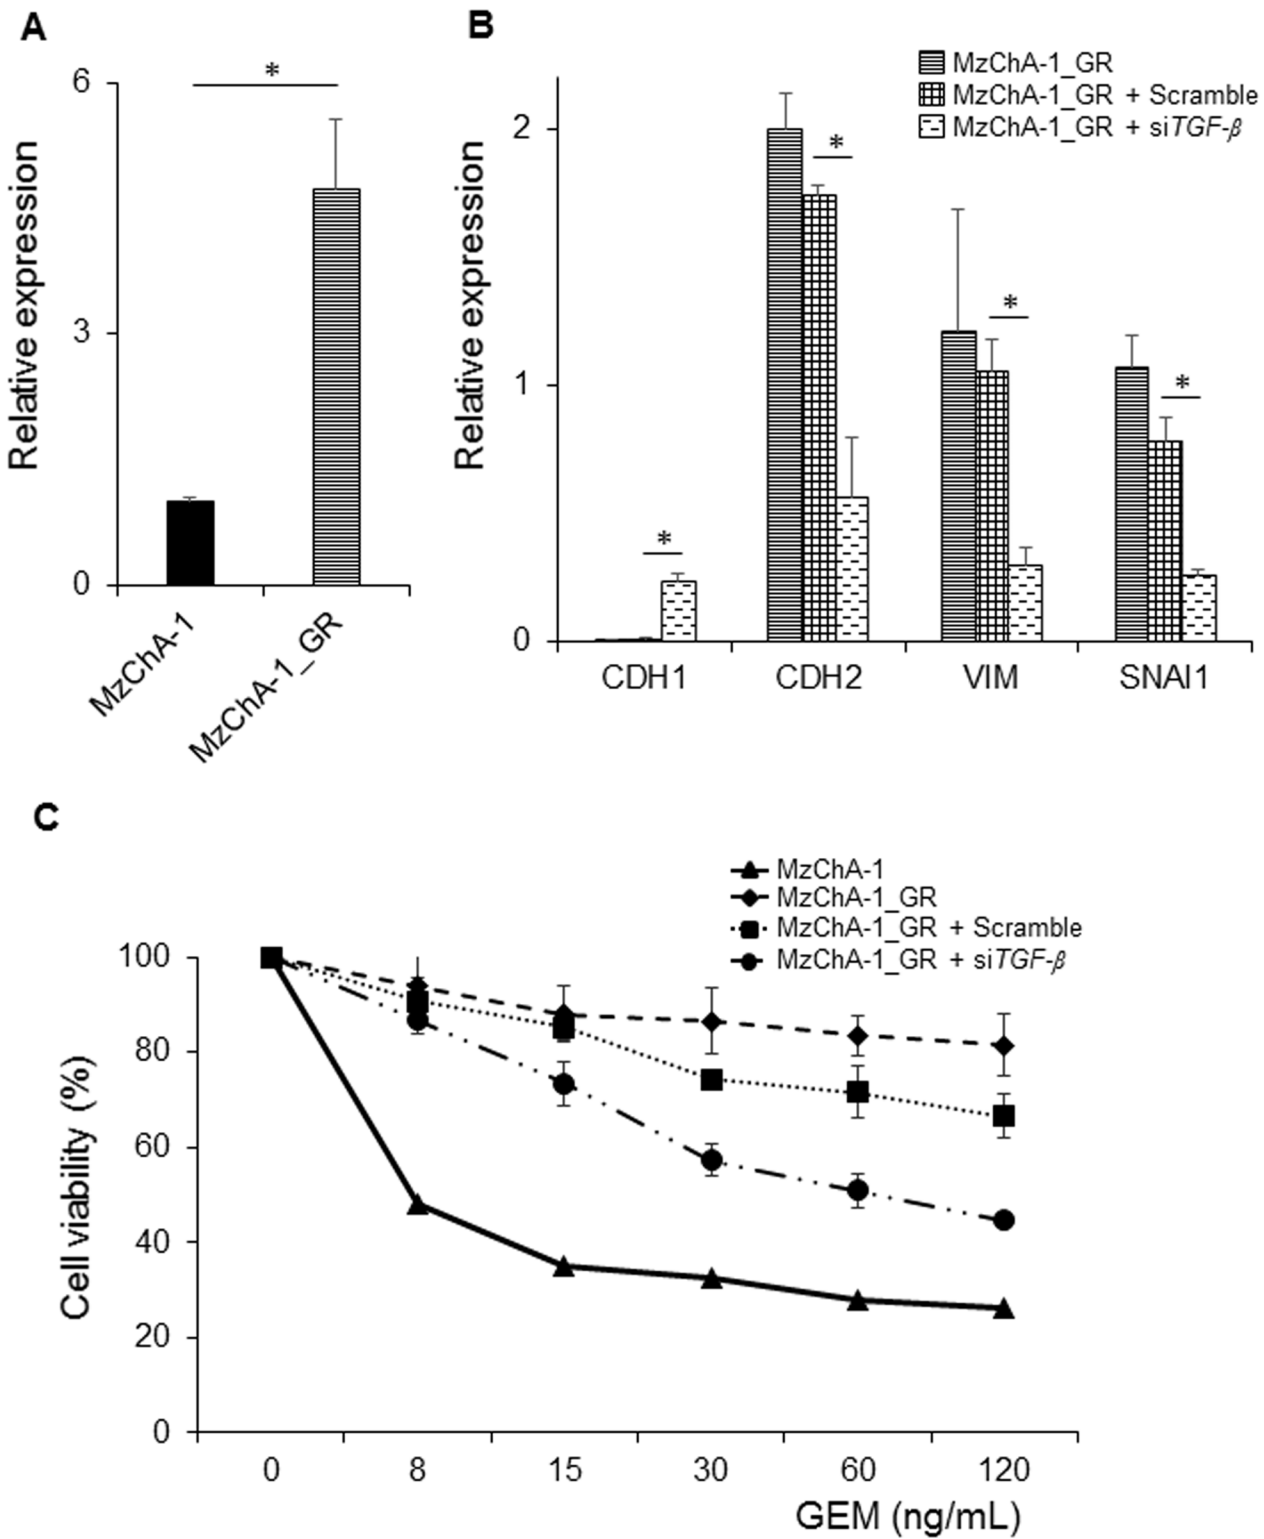 A
6
3
0
Relative expression
*
MzChA-1
MzChA-1_GR
B
MzChA-1_GR
MzChA-1_GR + Scramble
MzChA-1_GR + siTGF-β
2
1
0
Relative expression
*
*
*
*
CDH1
CDH2
VIM
SNAI1
C
MzChA-1
MzChA-1_GR
MzChA-1_GR + Scramble
MzChA-1_GR + siTGF-β
100
80
60
40
20
0
Cell viability (%)
0 8 15 30 60 120
GEM (ng/mL)